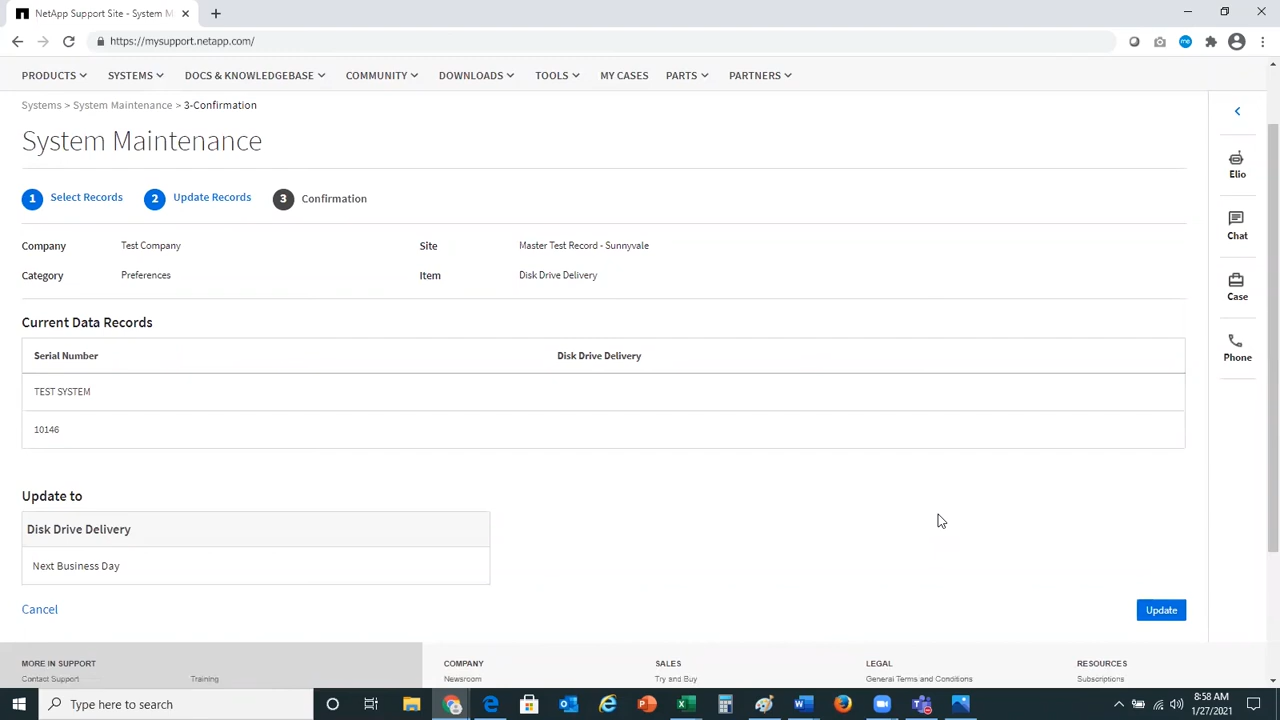 NetApp Support Site - System M
https://mysupport.netapp.com/
PRODUCTS SYSTEMS DOCS & KNOWLEDGEBASE COMMUNITY DOWNLOADS TOOLS MY CASES PARTS PARTNERS
Systems > System Maintenance > 3-Confirmation
System Maintenance
1 Select Records 2 Update Records 3 Confirmation
Company Test Company Site Master Test Record - Sunnyvale
Category Preferences Item Disk Drive Delivery
Current Data Records
Serial Number Disk Drive Delivery
TEST SYSTEM
10146
Update to
Disk Drive Delivery
Next Business Day
Cancel Update
Elio
Chat
Case
Phone
MORE IN SUPPORT COMPANY SALES LEGAL RESOURCES
Contact Support Training Newsroom Try and Buy General Terms and Conditions Subscriptions
Type here to search
8:58 AM
1/27/2021